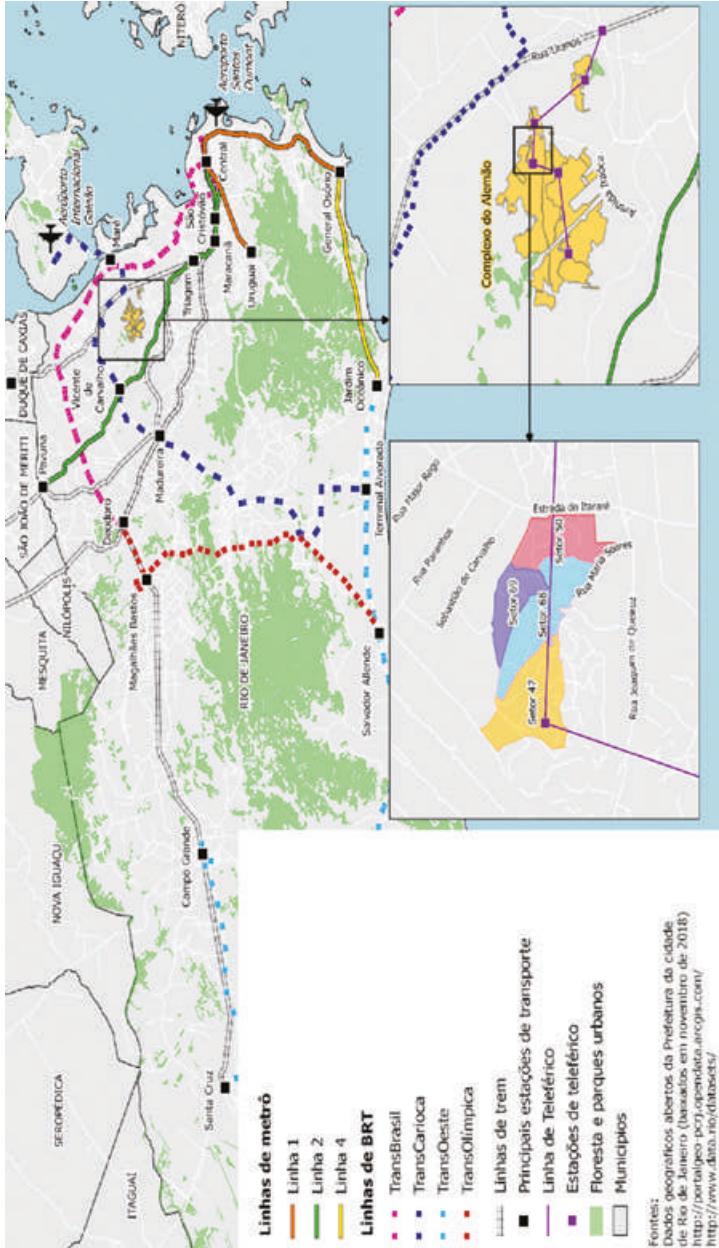 SEROPÉDICA
ITAGUAÍ
NOVA IGUAÇU
MESQUITA
NILÓPOLIS
SÃO JOÃO DE MERITI
DUQUE DE CAXIAS
NITERÓI
RIO DE JANEIRO
Santa Cruz
Campo Grande
Magalhães Bastos
Deodoro
Pavuna
Madureira
Vicente
de
Carvalho
Aeroporto
Internacional
Galeão
Maré
Triagem
São
Cristóvão
Maracanã
Uruguai
Central
Aeroporto
Santos
Dumont
General Osório
Jardim
Oceânico
Terminal Alvorada
Salvador Allende
Linhas de metrô
Linha 1
Linha 2
Linha 4
Linhas de BRT
TransBrasil
TransCarioca
TransOeste
TransOlímpica
Linhas de trem
Principais estações de transporte
Linha de Teleférico
Estações de teleférico
Floresta e parques urbanos
Municípios
Fontes:
Dados geográficos abertos da Prefeitura da cidade
de Rio de Janeiro (baixados em novembro de 2018)
http://portalgeo-pcrj.opendata.arcgis.com/
http://www.data.rio/datasets/
Rua Major Rego
Rua Paranhos
Sebastião de Carvalho
Estrada do Itararé
Setor 50
Setor 69
Setor 68
Setor 47
Rua Maria Soares
Rua Joaquim de Queiroz
Complexo do Alemão
Rua Uranos
Avenida Itaóca